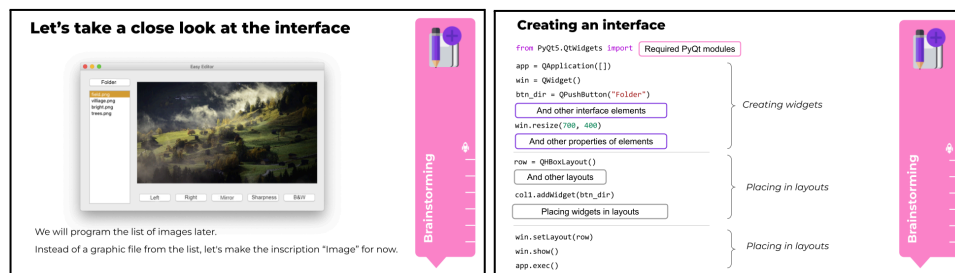 Let's take a close look at the interface
Easy Editor
Folder
village.png
bright.png
trees.png
Left Right Mirror Sharpness B&W
We will program the list of images later.
Instead of a graphic file from the list, let's make the inscription "Image" for now.
Brainstorming
Creating an interface
from PyQt5.QtWidgets import Required PyQt modules
app = QApplication([])
win = QWidget()
btn_dir = QPushButton("Folder")
And other interface elements
win.resize(700, 400)
And other properties of elements
Creating widgets
row = QHBoxLayout()
And other layouts
col1.addWidget(btn_dir)
Placing widgets in layouts
Placing in layouts
win.setLayout(row)
win.show()
app.exec()
Placing in layouts
Brainstorming